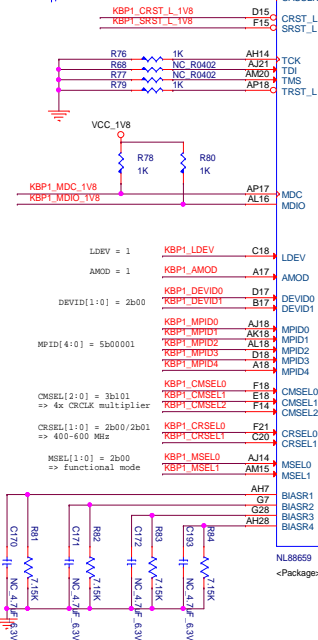 KBP1_CRST_L_1V8 D15 CRST_L
KBP1_SRST_L_1V8 F15 SRST_L
R76 1K AH14 TCK
R68 NC_R0402 AJ21 TDI
R77 NC_R0402 AM20 TMS
R79 1K AP18 TRST_L
VCC_1V8
R78 R80
1K 1K
KBP1_MDC_1V8 AP17 MDC
KBP1_MDIO_1V8 AL16 MDIO
LDEV = 1 KBP1_LDEV C18 LDEV
AMOD = 1 KBP1_AMOD A17 AMOD
KBP1_DEVID0 D17 DEVID0
DEVID[1:0] = 2b00 KBP1_DEVID1 B17 DEVID1
KBP1_MPID0 AJ18 MPID0
KBP1_MPID1 AK18 MPID1
MPID[4:0] = 5b00001 KBP1_MPID2 AL18 MPID2
KBP1_MPID3 D18 MPID3
KBP1_MPID4 A18 MPID4
KBP1_CMSEL0 F18 CMSEL0
CMSEL[2:0] = 3b101 KBP1_CMSEL1 E18 CMSEL1
=> 4x CRCLK multiplier KBP1_CMSEL2 F14 CMSEL2
CRSEL[1:0] = 2b00/2b01 KBP1_CRSEL0 F21 CRSEL0
=> 400-600 MHz KBP1_CRSEL1 C20 CRSEL1
MSEL[1:0] = 2b00 KBP1_MSEL0 AJ14 MSEL0
=> functional mode KBP1_MSEL1 AM15 MSEL1
AH7 BIASR1
G7 BIASR2
G28 BIASR3
AH28 BIASR4
C170 R81 C171 R82 C172 R83 C193 R84
NC_4.7uF_6.3V 7.15K NC_4.7uF_6.3V 7.15K NC_4.7uF_6.3V 7.15K NC_4.7uF_6.3V 7.15K
NL88659
<Package>